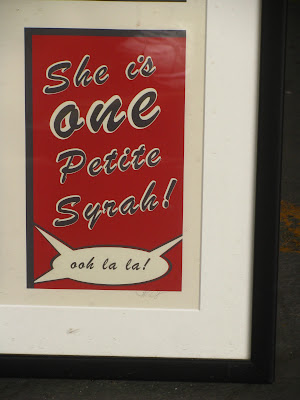 She is
one
Petite
Syrah!
ooh la la!